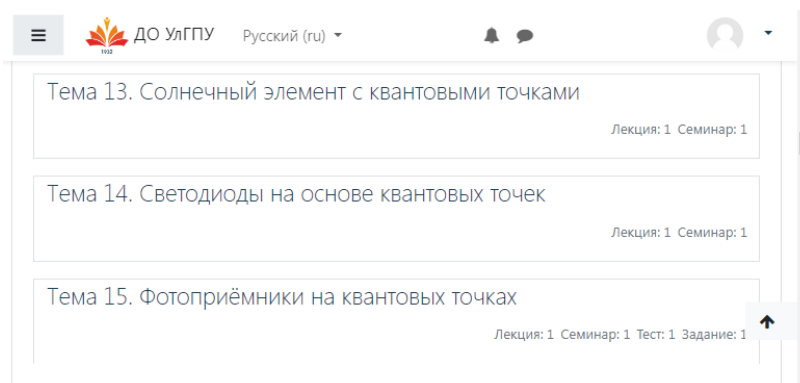 ДО УлГПУ Русский (ru)
1932
Тема 13. Солнечный элемент с квантовыми точками
Лекция: 1 Семинар: 1
Тема 14. Светодиоды на основе квантовых точек
Лекция: 1 Семинар: 1
Тема 15. Фотоприёмники на квантовых точках
Лекция: 1 Семинар: 1 Тест: 1 Задание: 1